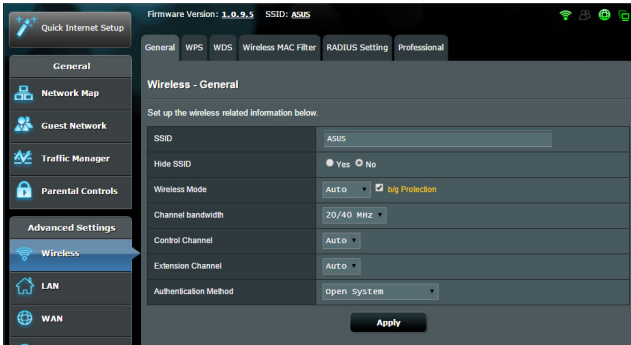 Firmware Version: 1.0.9.5 SSID: ASUS
Quick Internet Setup
General WPS WDS Wireless MAC Filter RADIUS Setting Professional
General
Network Map
Guest Network
Traffic Manager
Parental Controls
Advanced Settings
Wireless
LAN
WAN
Wireless - General
Set up the wireless related information below.
SSID ASUS
Hide SSID Yes No
Wireless Mode Auto b/g Protection
Channel bandwidth 20/40 MHz
Control Channel Auto
Extension Channel Auto
Authentication Method Open System
Apply